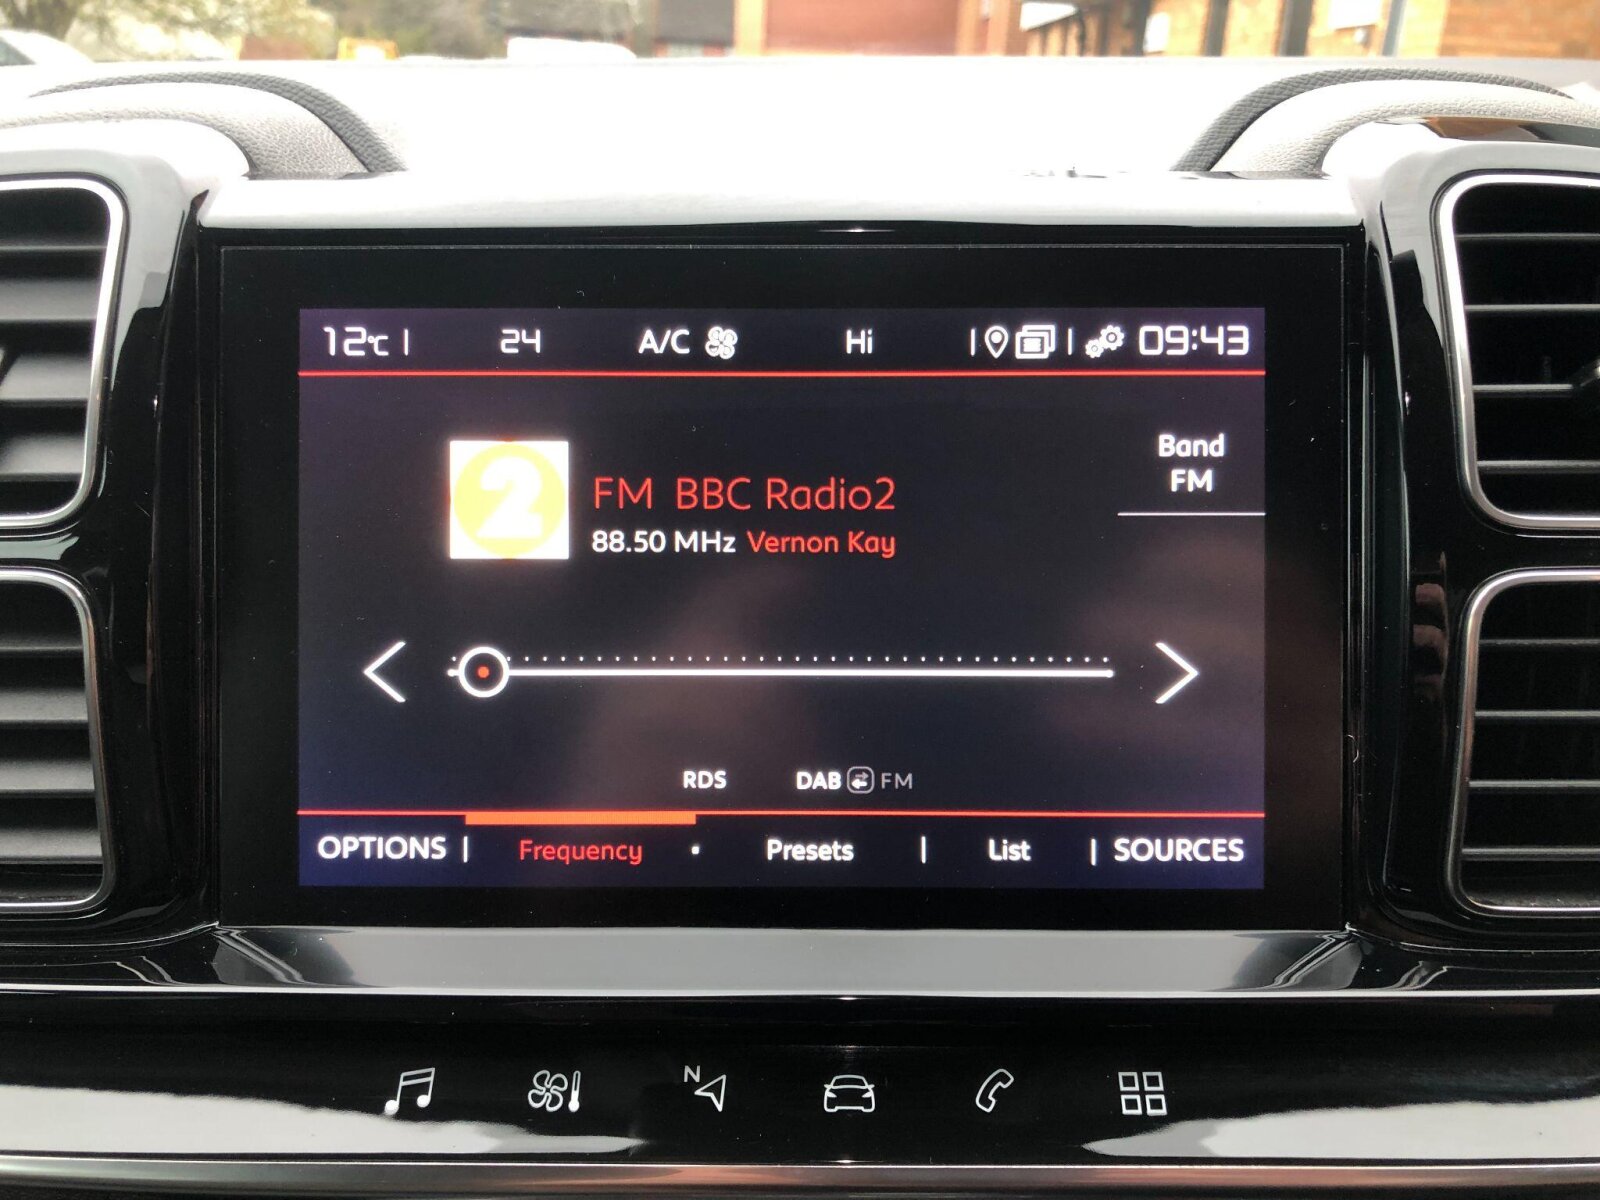 12°C | 24 A/C Hi | | 09:43
Band
FM
2
FM BBC Radio2
88.50 MHz Vernon Kay
RDS DAB FM
OPTIONS | Frequency • Presets | List | SOURCES
N